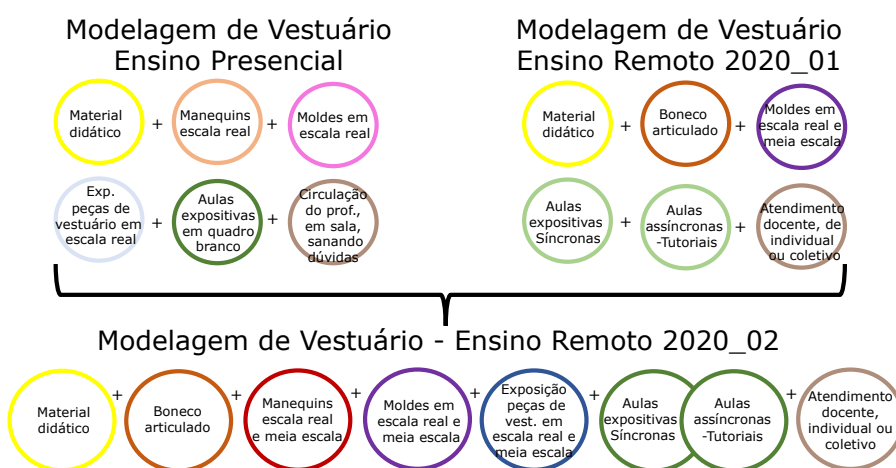 Modelagem de Vestuário
Ensino Presencial
Material
didático
+
Manequins
escala real
+
Moldes em
escala real
Exp.
peças de
vestuário em
escala real
+
Aulas
expositivas
em quadro
branco
+
Circulação
do prof.,
em sala,
sanando
dúvidas
Modelagem de Vestuário
Ensino Remoto 2020_01
Material
didático
+
Boneco
articulado
+
Moldes em
escala real e
meia escala
Aulas
expositivas
Síncronas
+
Aulas
assíncronas
-Tutoriais
+
Atendimento
docente, de
individual
ou coletivo
Modelagem de Vestuário - Ensino Remoto 2020_02
Material
didático
+
Boneco
articulado
+
Manequins
escala real
e meia escala
+
Moldes em
escala real e
meia escala
+
Exposição
peças de
vest. em
escala real e
meia escala
+
Aulas
expositivas
Síncronas
Aulas
assíncronas
-Tutoriais
+
Atendimento
docente,
individual ou
coletivo